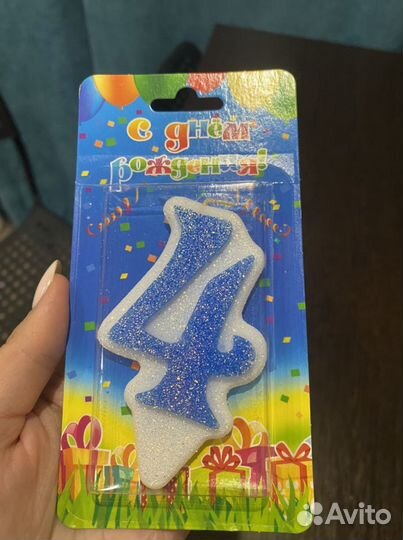 С днём
рождения!
4
Avito